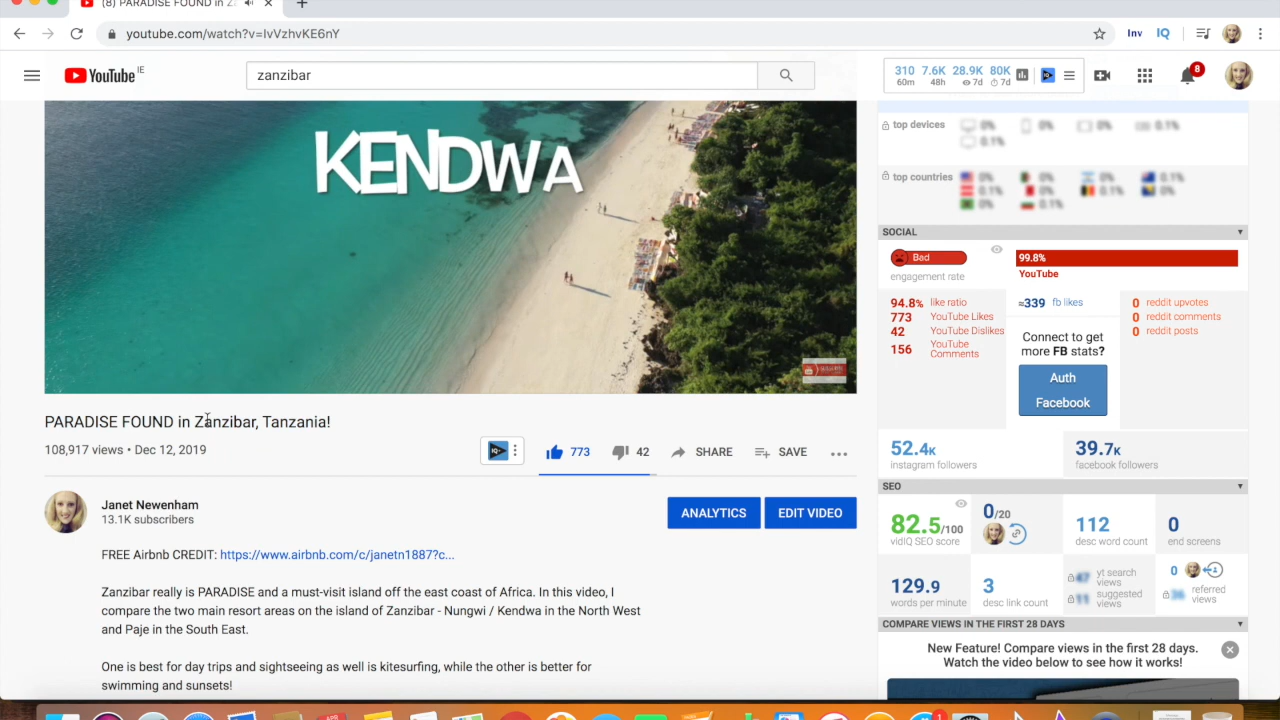 (8) PARADISE FOUND in Z
youtube.com/watch?v=IvVzhvKE6nY
Inv
IQ
YouTube IE
zanzibar
310 7.6K 28.9K 80K
60m 48h 7d 7d
8
KENDWA
top devices
0% 0% 0% 0.1%
0.1%
top countries
0% 0% 0% 0.1%
0.1% 0% 0.1% 0%
0% 0.1%
SOCIAL
Bad
engagement rate
99.8%
YouTube
94.8% like ratio
773 YouTube Likes
42 YouTube Dislikes
156 YouTube Comments
≈339 fb likes
Connect to get
more FB stats?
Auth
Facebook
0 reddit upvotes
0 reddit comments
0 reddit posts
52.4K
instagram followers
39.7K
facebook followers
PARADISE FOUND in Zanzibar, Tanzania!
108,917 views • Dec 12, 2019
IQ
773
42
SHARE
SAVE
Janet Newenham
13.1K subscribers
ANALYTICS
EDIT VIDEO
FREE Airbnb CREDIT: https://www.airbnb.com/c/janetn1887?c...
Zanzibar really is PARADISE and a must-visit island off the east coast of Africa. In this video, I
compare the two main resort areas on the island of Zanzibar - Nungwi / Kendwa in the North West
and Paje in the South East.
One is best for day trips and sightseeing as well is kitesurfing, while the other is better for
swimming and sunsets!
SEO
82.5/100
vidIQ SEO score
0/20
112
desc word count
0
end screens
129.9
words per minute
3
desc link count
47 yt search views
11 suggested views
0
36 referred views
COMPARE VIEWS IN THE FIRST 28 DAYS
New Feature! Compare views in the first 28 days.
Watch the video below to see how it works!